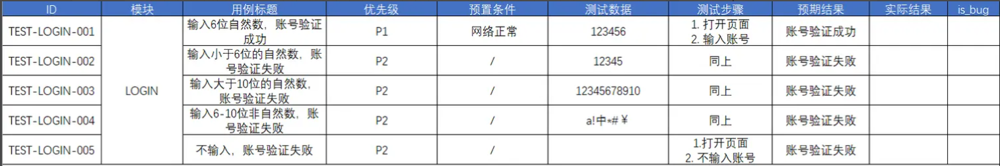 ID 模块 用例标题 优先级 预置条件 测试数据 测试步骤 预期结果 实际结果 is_bug
TEST-LOGIN-001 LOGIN 输入6位自然数，账号验证
成功 P1 网络正常 123456 1. 打开页面
2. 输入账号 账号验证成功
TEST-LOGIN-002 输入小于6位的自然数，账
号验证失败 P2 / 12345 同上 账号验证失败
TEST-LOGIN-003 输入大于10位的自然数，
账号验证失败 P2 / 12345678910 同上 账号验证失败
TEST-LOGIN-004 输入6-10位非自然数，账
号验证失败 P2 / a!中*#￥ 同上 账号验证失败
TEST-LOGIN-005 不输入，账号验证失败 P2 / 1.打开页面
2. 不输入账号 账号验证失败